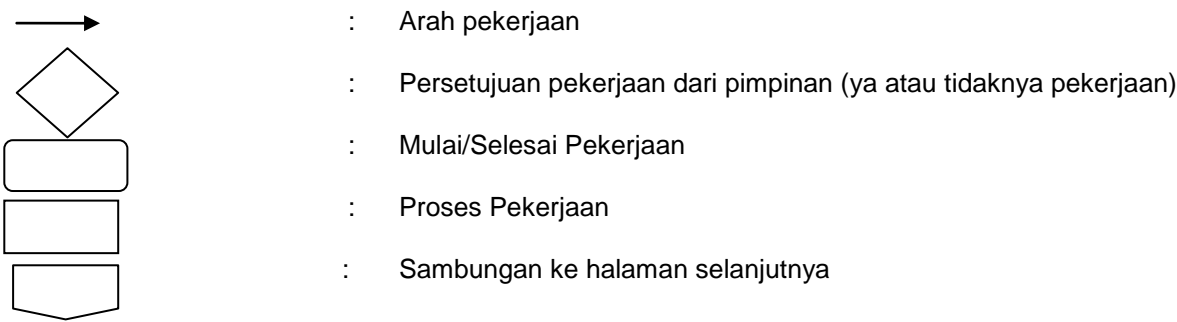 : Arah pekerjaan
: Persetujuan pekerjaan dari pimpinan (ya atau tidaknya pekerjaan)
: Mulai/Selesai Pekerjaan
: Proses Pekerjaan
: Sambungan ke halaman selanjutnya